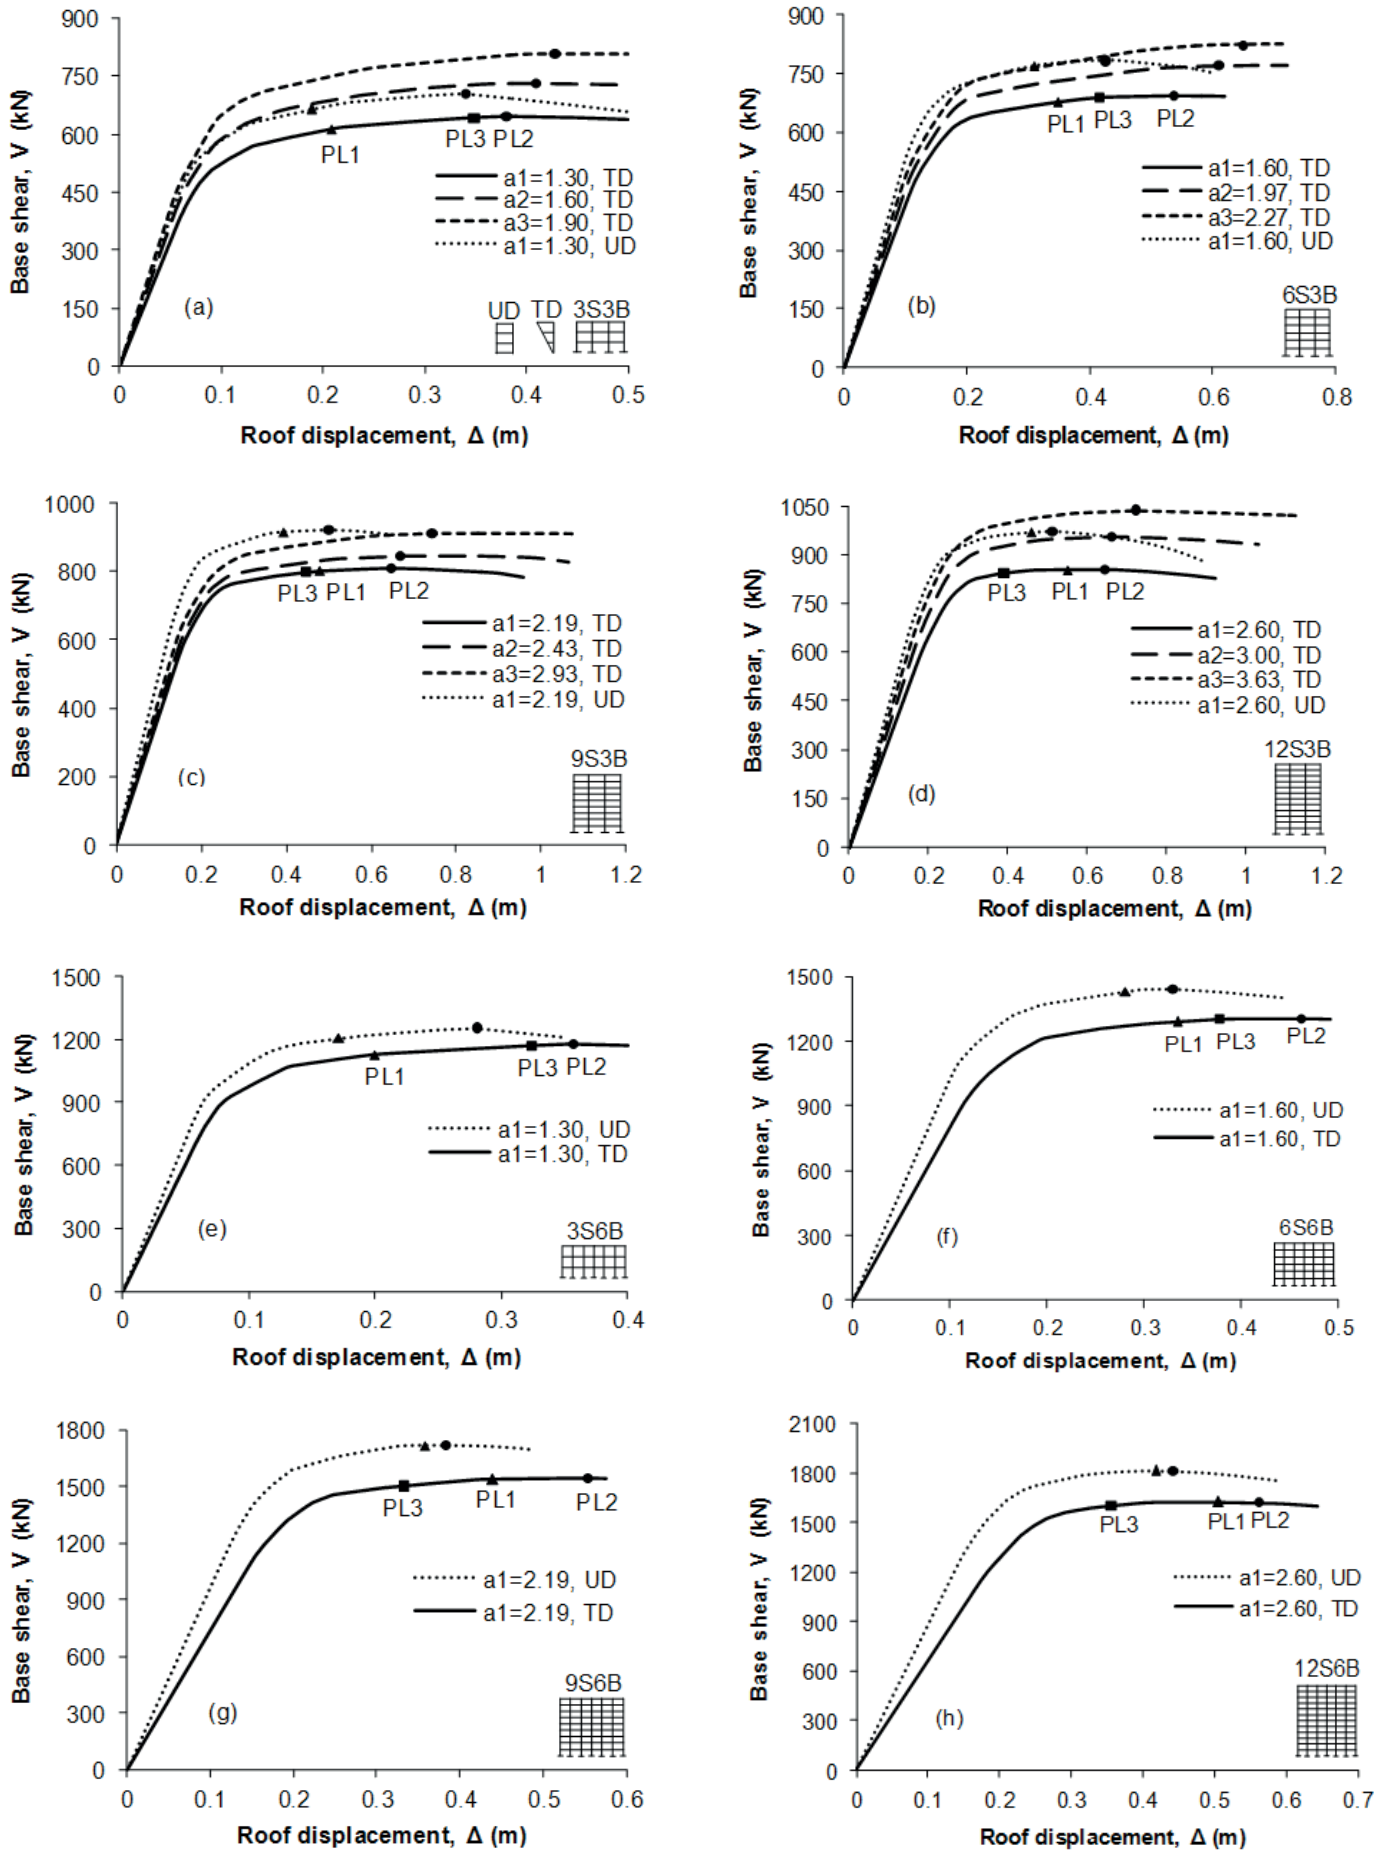 900
750
600
450
300
150
0
Base shear, V (kN)
PL1
PL3 PL2
a1=1.30, TD
a2=1.60, TD
a3=1.90, TD
a1=1.30, UD
(a)
UD TD 3S3B
0 0.1 0.2 0.3 0.4 0.5
Roof displacement, Δ (m)
900
750
600
450
300
150
0
Base shear, V (kN)
PL1 PL3 PL2
a1=1.60, TD
a2=1.97, TD
a3=2.27, TD
a1=1.60, UD
(b)
6S3B
0 0.2 0.4 0.6 0.8
Roof displacement, Δ (m)
1000
800
600
400
200
0
Base shear, V (kN)
PL3 PL1 PL2
a1=2.19, TD
a2=2.43, TD
a3=2.93, TD
a1=2.19, UD
(c)
9S3B
0 0.2 0.4 0.6 0.8 1 1.2
Roof displacement, Δ (m)
1050
900
750
600
450
300
150
0
Base shear, V (kN)
PL3 PL1 PL2
a1=2.60, TD
a2=3.00, TD
a3=3.63, TD
a1=2.60, UD
(d)
12S3B
0 0.2 0.4 0.6 0.8 1 1.2
Roof displacement, Δ (m)
1500
1200
900
600
300
0
Base shear, V (kN)
PL1 PL3 PL2
a1=1.30, UD
a1=1.30, TD
(e)
3S6B
0 0.1 0.2 0.3 0.4
Roof displacement, Δ (m)
1500
1200
900
600
300
0
Base shear, V (kN)
PL1 PL3 PL2
a1=1.60, UD
a1=1.60, TD
(f)
6S6B
0 0.1 0.2 0.3 0.4 0.5
Roof displacement, Δ (m)
1800
1500
1200
900
600
300
0
Base shear, V (kN)
PL3 PL1 PL2
a1=2.19, UD
a1=2.19, TD
(g)
9S6B
0 0.1 0.2 0.3 0.4 0.5 0.6
Roof displacement, Δ (m)
2100
1800
1500
1200
900
600
300
0
Base shear, V (kN)
PL3 PL1 PL2
a1=2.60, UD
a1=2.60, TD
(h)
12S6B
0 0.1 0.2 0.3 0.4 0.5 0.6 0.7
Roof displacement, Δ (m)